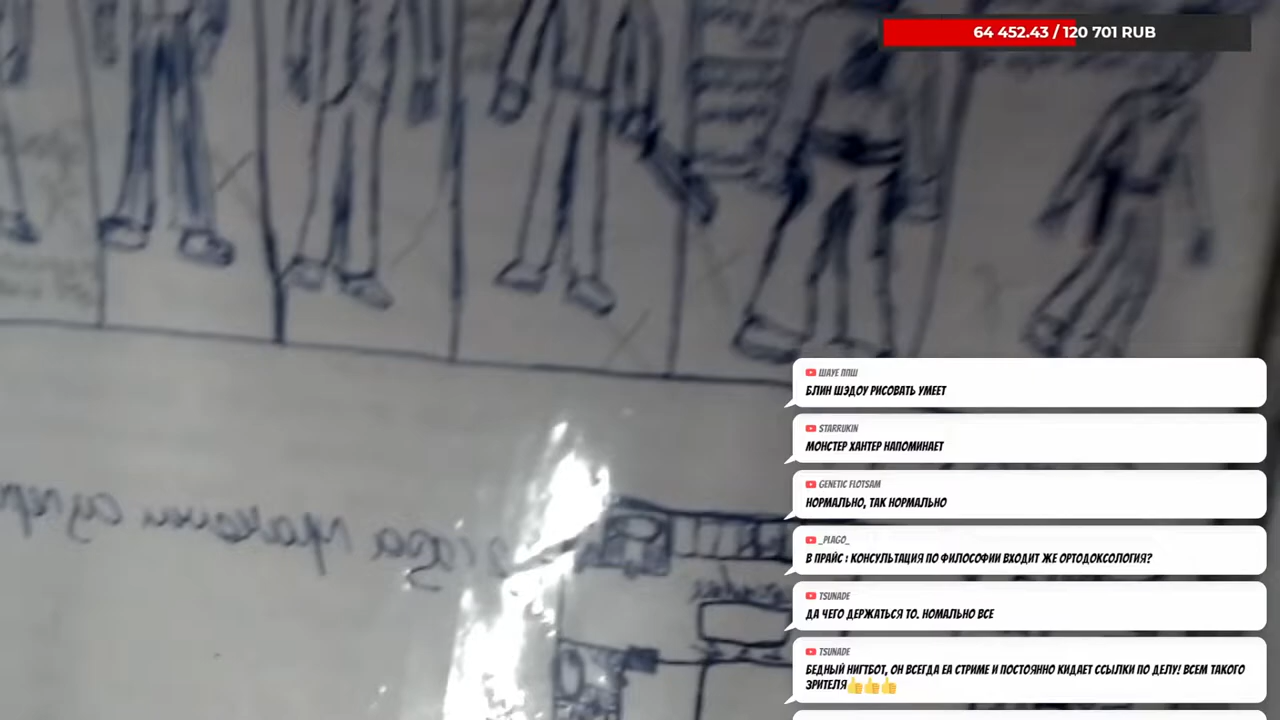 64 452.43 / 120 701 RUB
ШАУЕ ППШ
БЛИН ШЭДОУ РИСОВАТЬ УМЕЕТ
STARRUKIN
МОНСТЕР ХАНТЕР НАПОМИНАЕТ
GENETIC FLOTSAM
НОРМАЛЬНО, ТАК НОРМАЛЬНО
_PLAGO_
В ПРАЙС : КОНСУЛЬТАЦИЯ ПО ФИЛОСОФИИ ВХОДИТ ЖЕ ОРТОДОКСОЛОГИЯ?
TSUNADE
ДА ЧЕГО ДЕРЖАТЬСЯ ТО. НОМАЛЬНО ВСЕ
TSUNADE
БЕДНЫЙ НИГТБОТ, ОН ВСЕГДА ЕА СТРИМЕ И ПОСТОЯННО КИДАЕТ ССЫЛКИ ПО ДЕЛУ! ВСЕМ ТАКОГО
ЗРИТЕЛЯ👍👍👍